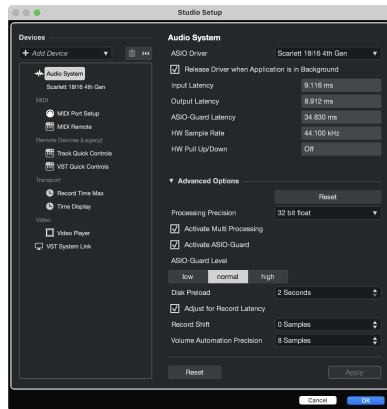 Studio Setup
Devices
+ Add Device ▼
Audio System
Scarlett 18i16 4th Gen
MIDI
MIDI Port Setup
MIDI Remote
Remote Devices (Legacy)
Track Quick Controls
VST Quick Controls
Transport
Record Time Max
Time Display
Video
Video Player
VST System Link
Audio System
ASIO Driver Scarlett 18i16 4th Gen ▼
Release Driver when Application is in Background
Input Latency 9.116 ms
Output Latency 8.912 ms
ASIO-Guard Latency 34.830 ms
HW Sample Rate 44.100 kHz
HW Pull Up/Down Off
▼ Advanced Options
Reset
Processing Precision 32 bit float ▼
Activate Multi Processing
Activate ASIO-Guard
ASIO-Guard Level
low normal high
Disk Preload 2 Seconds
Adjust for Record Latency
Record Shift 0 Samples
Volume Automation Precision 8 Samples
Reset Apply
Cancel OK